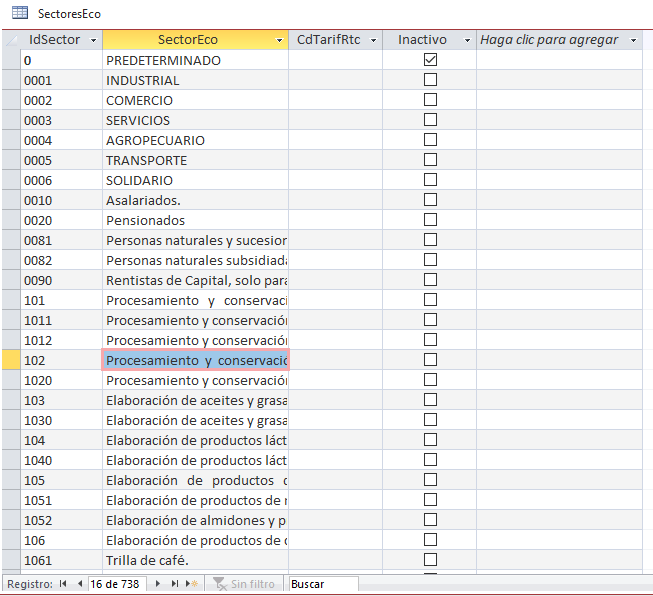 SectoresEco
IdSector SectorEco CdTarifRtc Inactivo Haga clic para agregar
0 PREDETERMINADO
0001 INDUSTRIAL
0002 COMERCIO
0003 SERVICIOS
0004 AGROPECUARIO
0005 TRANSPORTE
0006 SOLIDARIO
0010 Asalariados.
0020 Pensionados
0081 Personas naturales y sucesion
0082 Personas naturales subsidiada
0090 Rentistas de Capital, solo para
101 Procesamiento y conservaci
1011 Procesamiento y conservación
1012 Procesamiento y conservación
102 Procesamiento y conservació
1020 Procesamiento y conservación
103 Elaboración de aceites y grasa
1030 Elaboración de aceites y grasa
104 Elaboración de productos láct
1040 Elaboración de productos láct
105 Elaboración de productos d
1051 Elaboración de productos de
1052 Elaboración de almidones y p
106 Elaboración de productos de c
1061 Trilla de café.
Registro: 16 de 738 Sin filtro Buscar